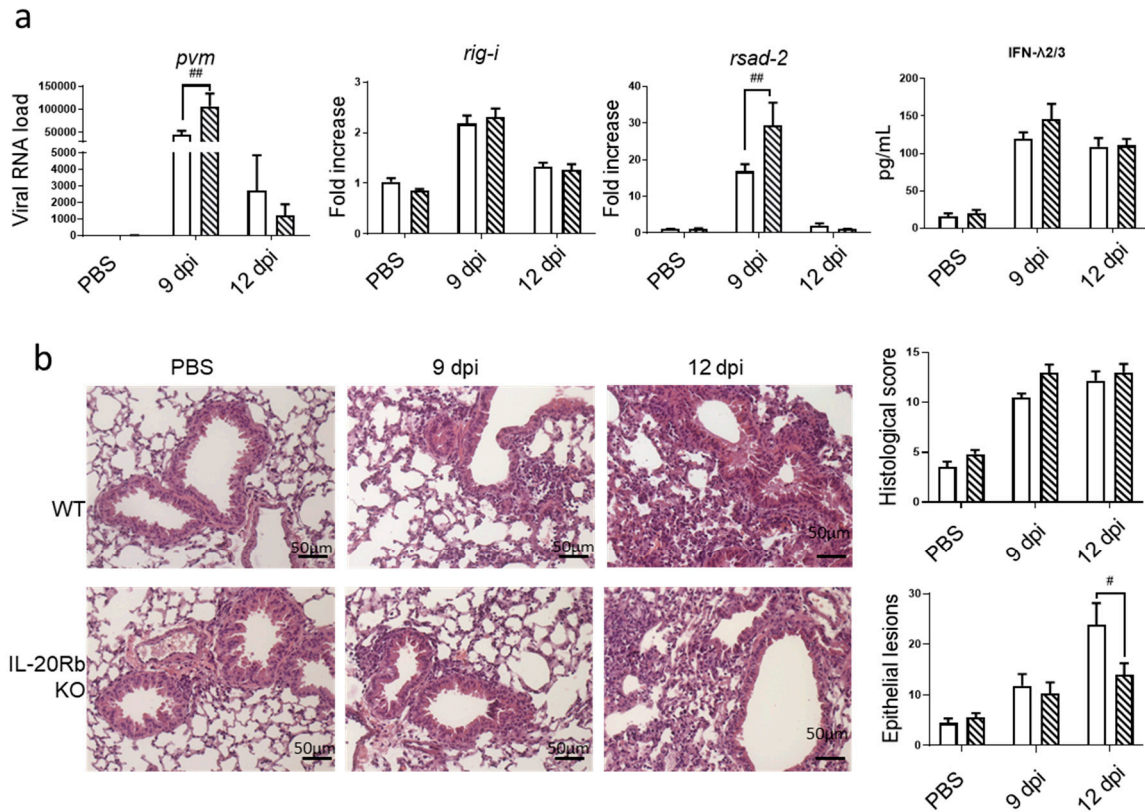 a
pvm
##
Viral RNA load
150000
100000
50000
5000
4000
3000
2000
1000
0
PBS
9 dpi
12 dpi
rig-i
Fold increase
3
2
1
0
PBS
9 dpi
12 dpi
rsad-2
##
Fold increase
40
30
20
10
0
PBS
9 dpi
12 dpi
IFN-Λ2/3
pg/mL
200
150
100
50
0
PBS
9 dpi
12 dpi
b
PBS
9 dpi
12 dpi
WT
50µm
50µm
50µm
IL-20Rb
KO
50µm
50µm
50µm
Histological score
15
10
5
0
PBS
9 dpi
12 dpi
#
Epithelial lesions
30
20
10
0
PBS
9 dpi
12 dpi